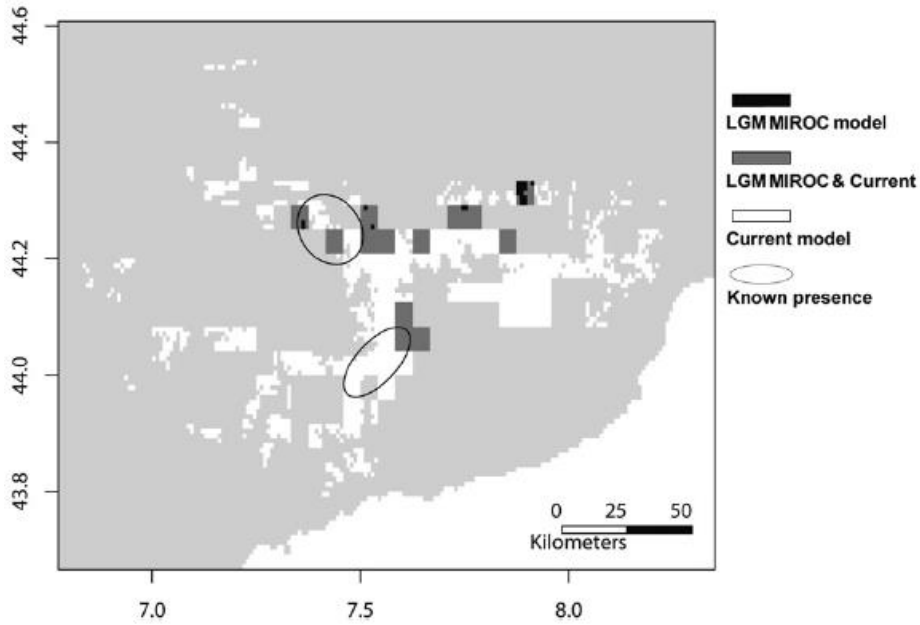 44.6
44.4
44.2
44.0
43.8
7.0 7.5 8.0
0 25 50
Kilometers
LGM MIROC model
LGM MIROC & Current
Current model
Known presence